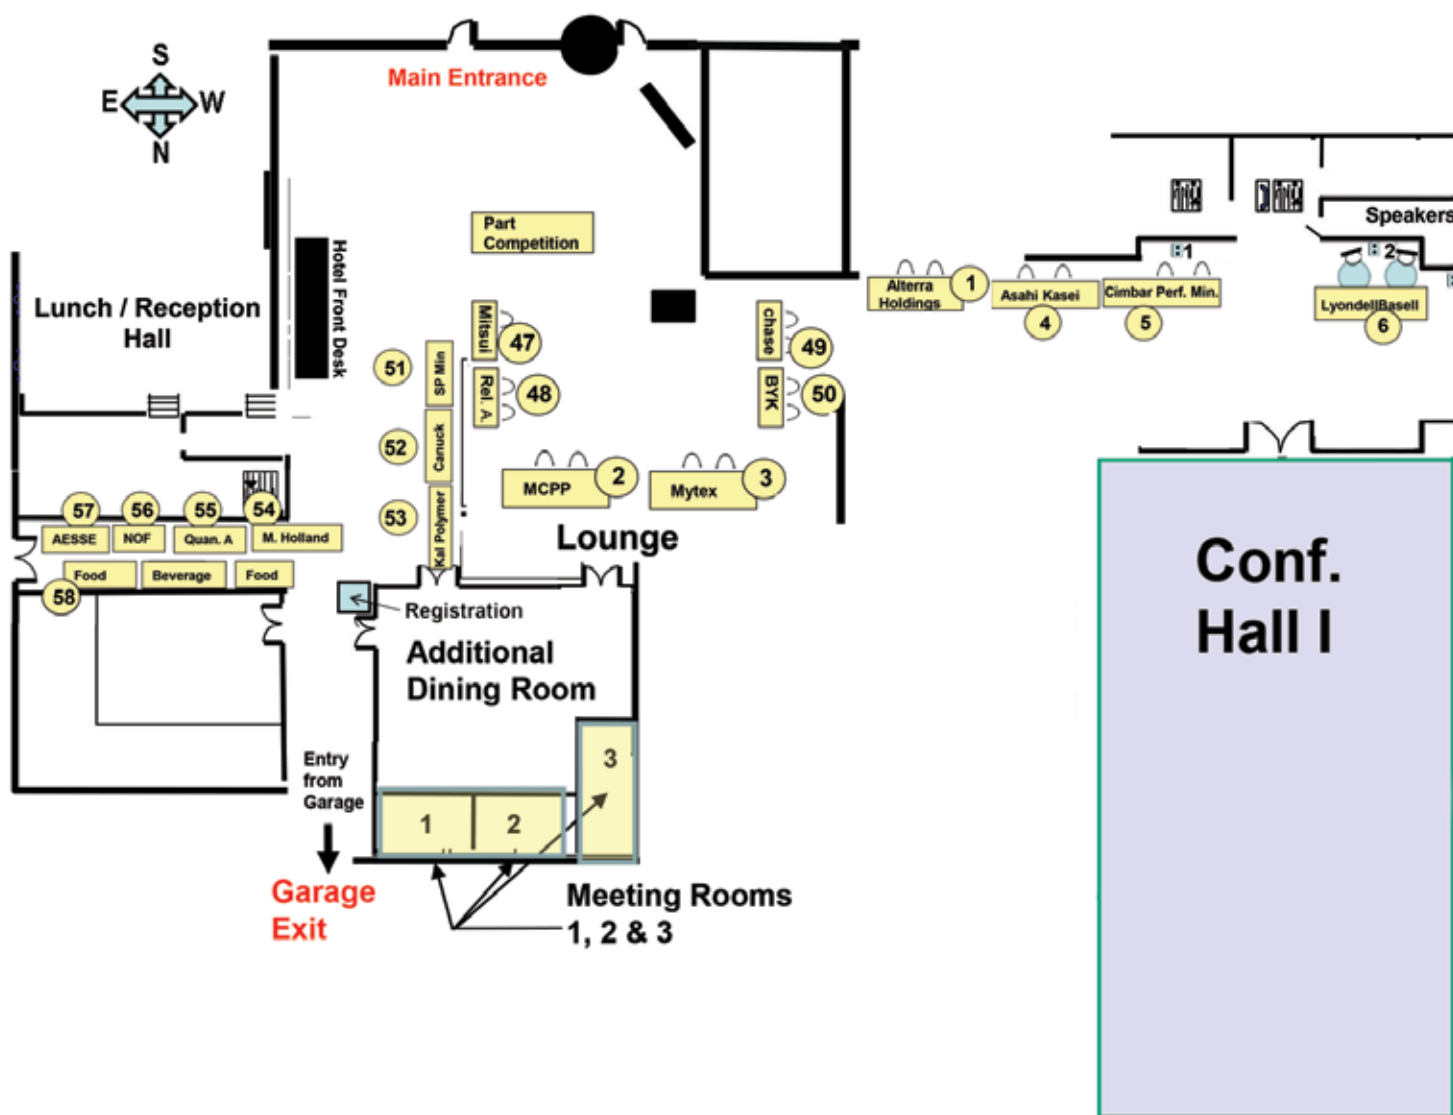 S
E W
N
Main Entrance
Part
Competition
Hotel Front Desk
Lunch / Reception
Hall
Speakers
1
2
Alterra
Holdings
1
Asahi Kasei
4
Cimbar Perf. Min.
5
LyondellBasell
6
Mitsui
47
chase
49
51
SP Min
Rel. A.
48
BYK
50
52
Canuck
MCPP
2
Mytex
3
53
Kal Polymer
Lounge
57
56
55
54
AESSE
NOF
Quan. A
M. Holland
Food
Beverage
Food
58
Registration
Additional
Dining Room
Conf.
Hall I
Entry
from
Garage
3
1
2
Garage
Exit
Meeting Rooms
1, 2 & 3